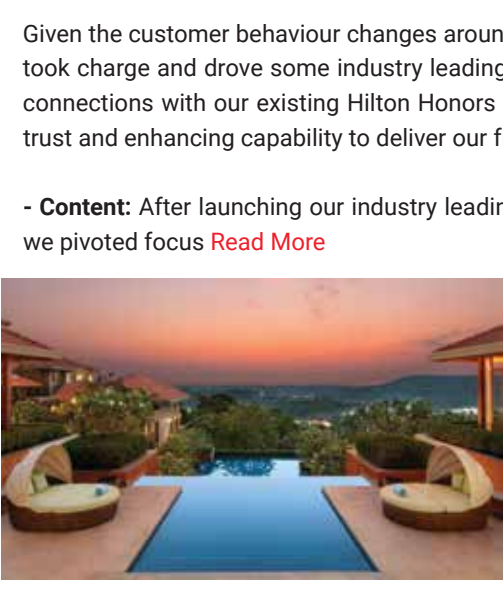 Given the customer behaviour changes aroun
took charge and drove some industry leading
connections with our existing Hilton Honors
trust and enhancing capability to deliver our f
- Content: After launching our industry leadin
we pivoted focus Read More